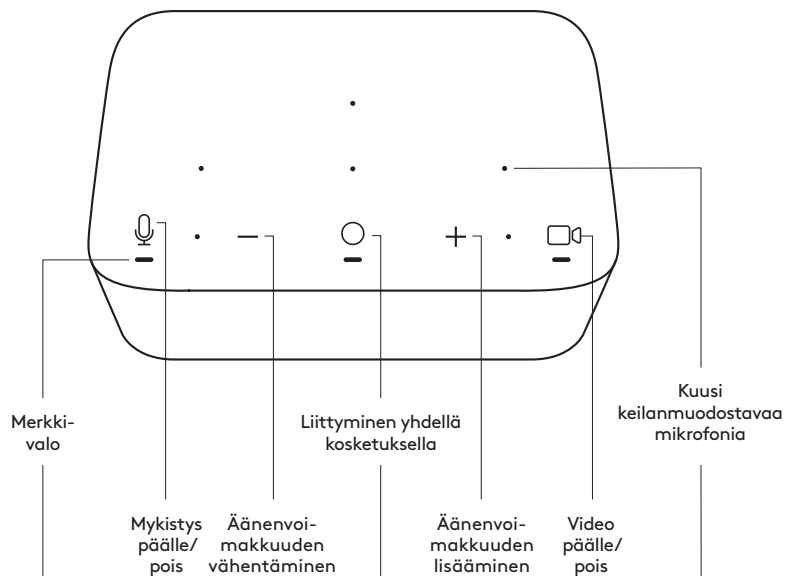 Merkki-
valo
Liittyminen yhdellä
kosketuksella
Kuusi
keilanmuodostavaa
mikrofonia
Mykistys
päälle/
pois
Äänenvoi-
makkuuden
vähentäminen
Äänenvoi-
makkuuden
lisääminen
Video
päälle/
pois